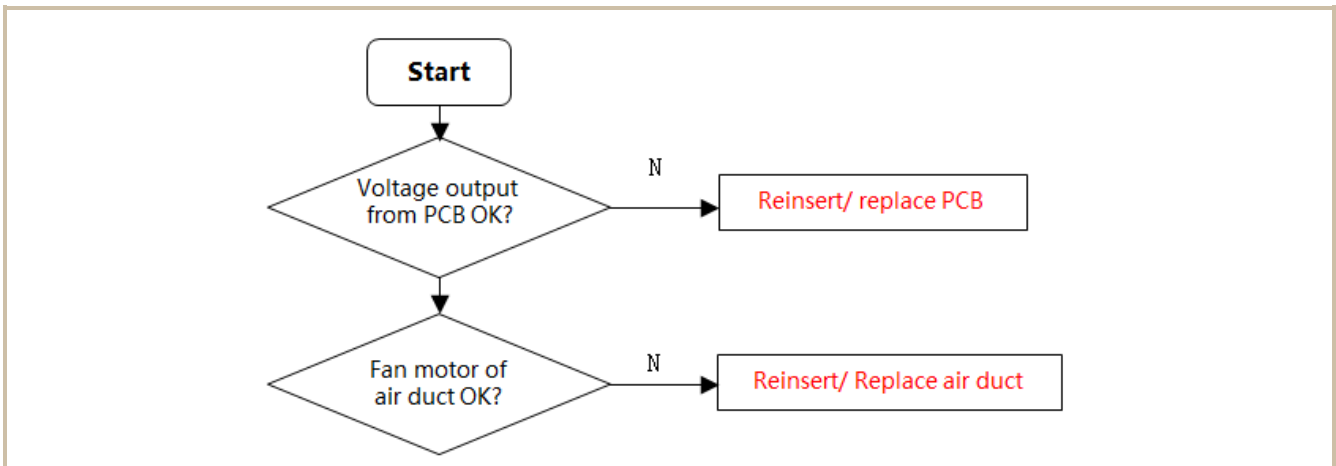 Start
Voltage output
from PCB OK?
N
Reinsert/ replace PCB
Fan motor of
air duct OK?
N
Reinsert/ Replace air duct